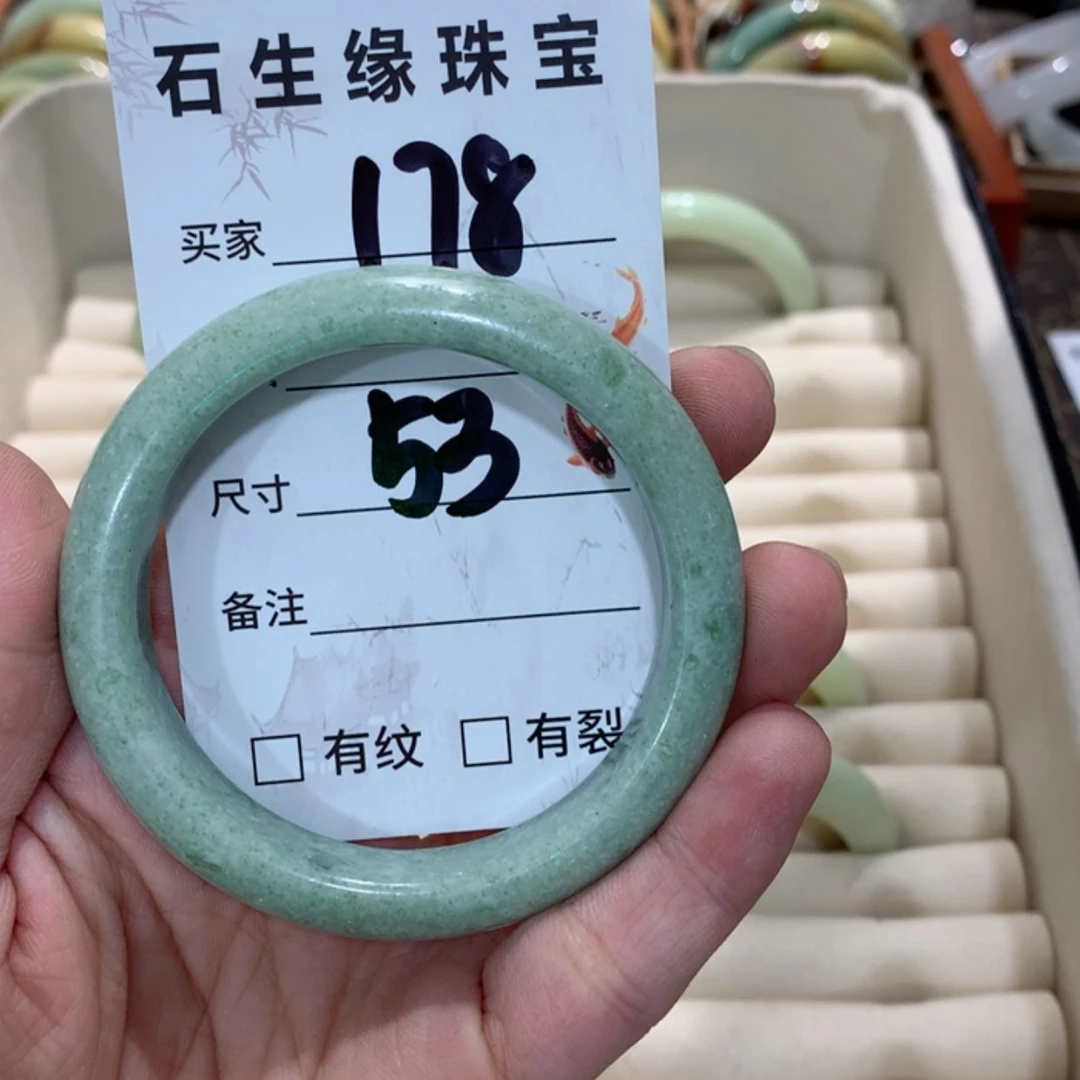 石生缘珠宝
买家 178
尺寸 53
备注
□ 有纹 □ 有裂